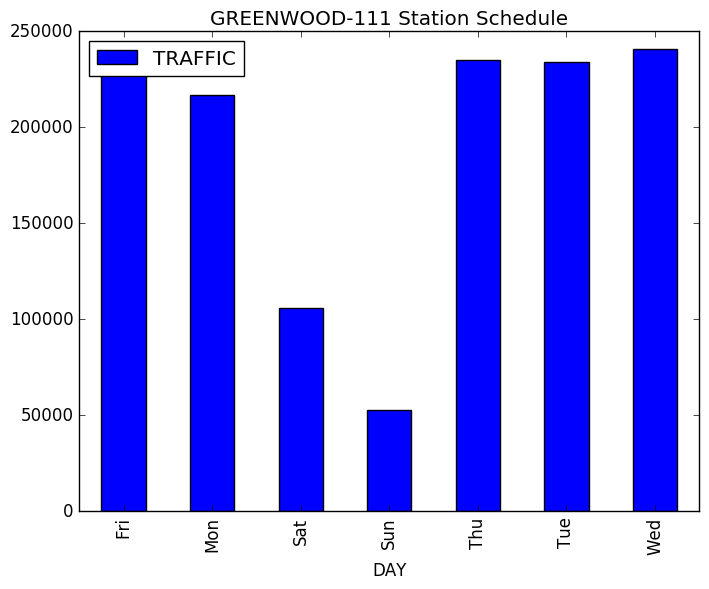 GREENWOOD-111 Station Schedule
250000
TRAFFIC
200000
150000
100000
50000
0
Fri Mon Sat Sun Thu Tue Wed
DAY